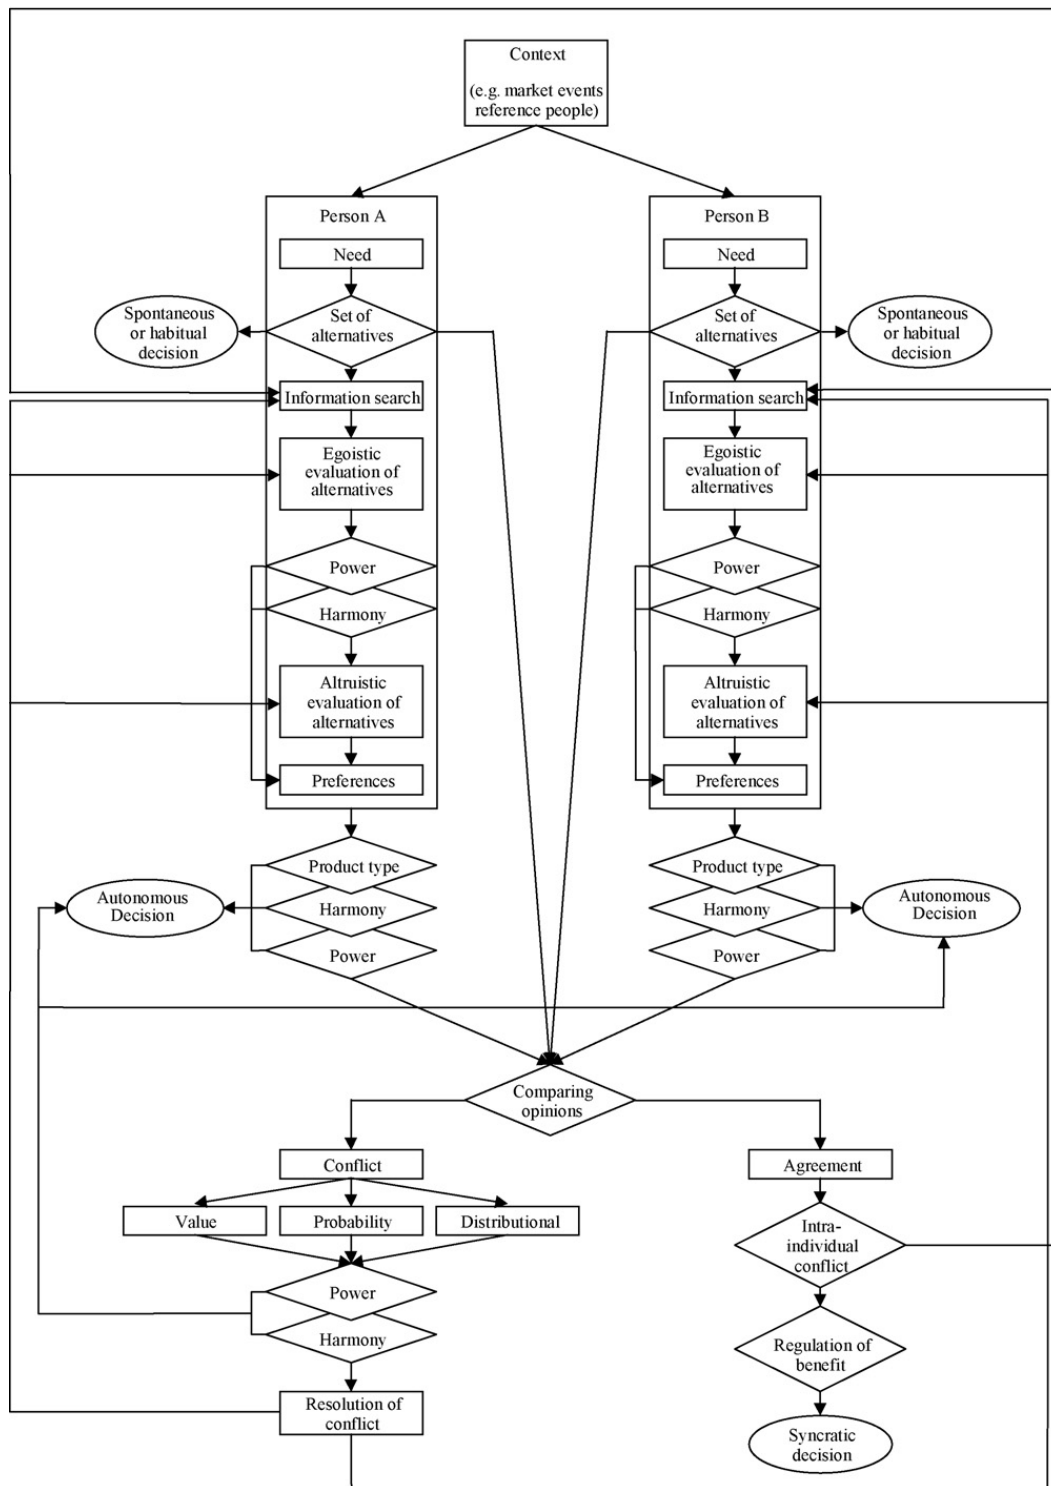 Context
(e.g. market events
reference people)
Person A
Person B
Need
Need
Spontaneous
or habitual
decision
Set of
alternatives
Set of
alternatives
Spontaneous
or habitual
decision
Information search
Information search
Egoistic
evaluation of
alternatives
Egoistic
evaluation of
alternatives
Power
Power
Harmony
Harmony
Altruistic
evaluation of
alternatives
Altruistic
evaluation of
alternatives
Preferences
Preferences
Product type
Product type
Autonomous
Decision
Harmony
Harmony
Autonomous
Decision
Power
Power
Comparing
opinions
Conflict
Agreement
Value
Probability
Distributional
Intra-
individual
conflict
Power
Harmony
Regulation of
benefit
Resolution of
conflict
Syncratic
decision